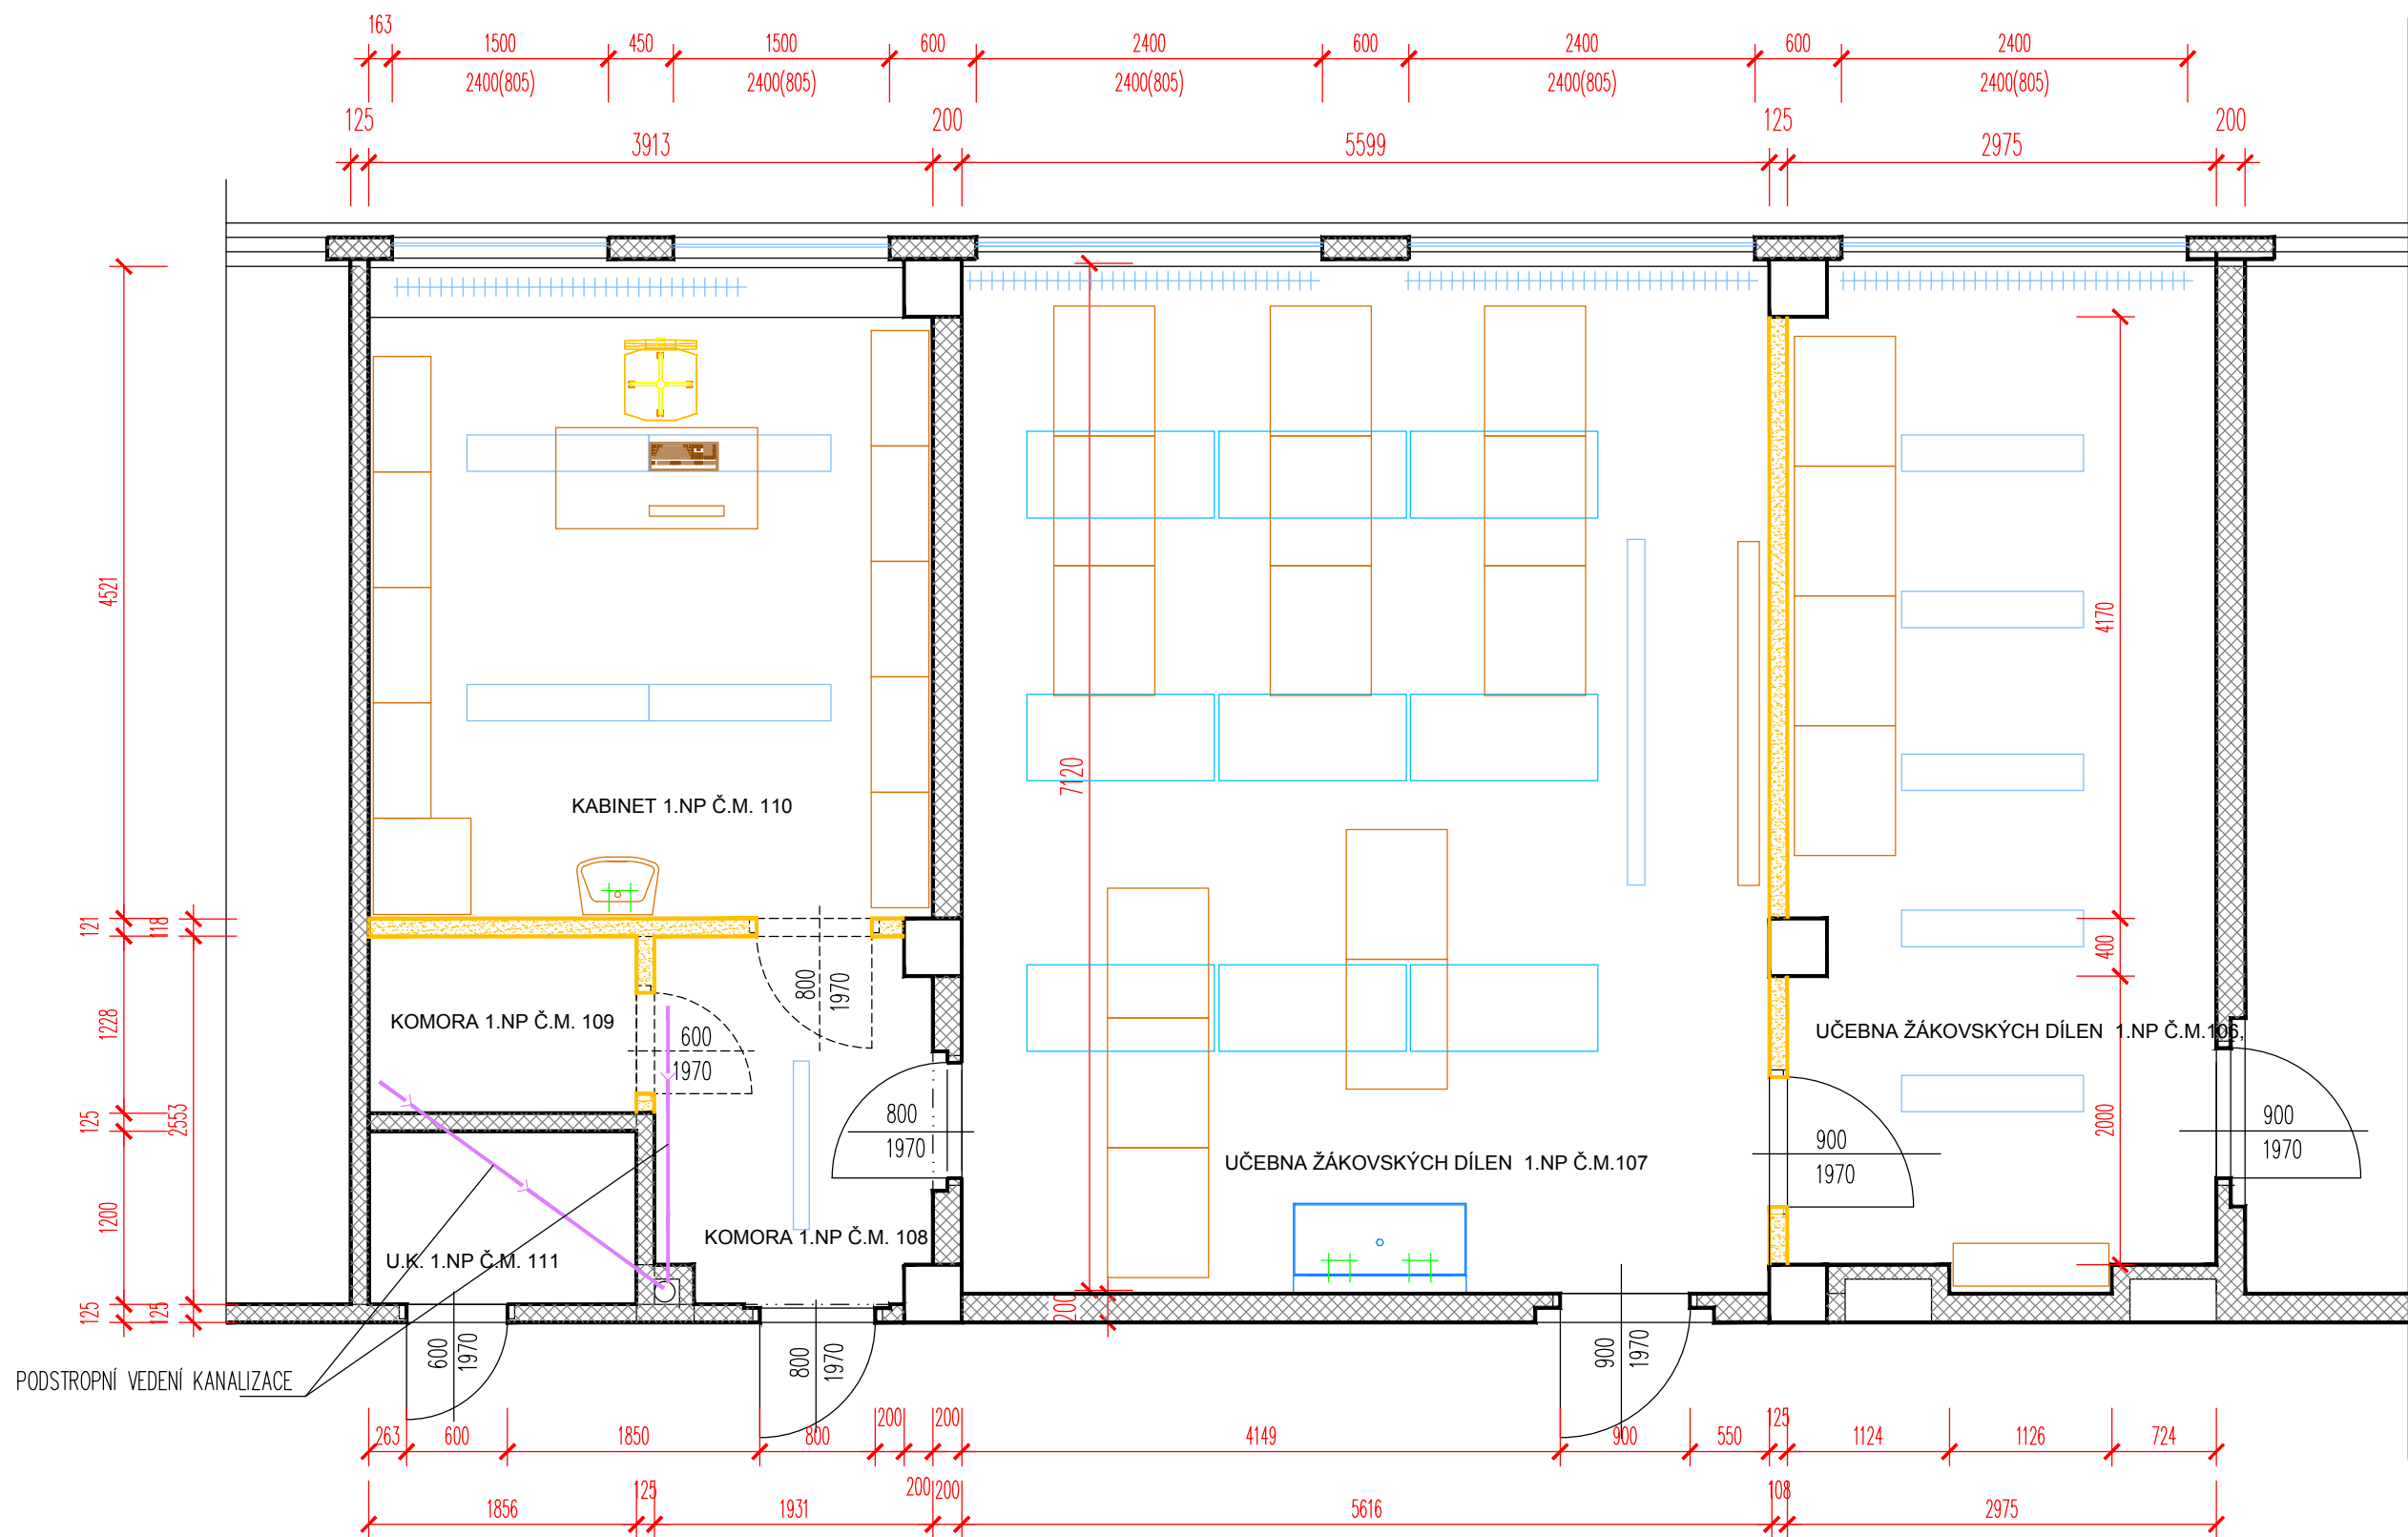 163
1500 450 1500 600 2400 600 2400 600 2400
2400(805) 2400(805) 2400(805) 2400(805) 2400(805)
125 200 125 200
3913 5599 2975
4521
4170
7120
KABINET 1.NP Č.M. 110
121 118
400
800
1970
KOMORA 1.NP Č.M. 109
1228
600
1970
UČEBNA ŽÁKOVSKÝCH DÍLEN 1.NP Č.M.106,
125
2553
2000
800
1970
900
1970
900
1970
UČEBNA ŽÁKOVSKÝCH DÍLEN 1.NP Č.M.107
1200
KOMORA 1.NP Č.M. 108
U.K. 1.NP Č.M. 111
125 125
200
600
1970
800
1970
900
1970
PODSTROPNÍ VEDENÍ KANALIZACE
263 600 1850 800 200 200 4149 900 550 125 1124 1126 724
1856 125 1931 200 200 5616 108 2975